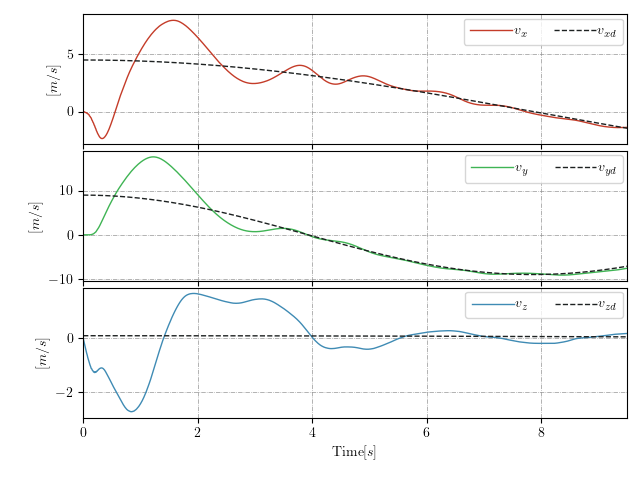 v_x v_xd
5
0
[m/s]
v_y v_yd
10
0
−10
[m/s]
v_z v_zd
0
−2
[m/s]
0 2 4 6 8
Time[s]